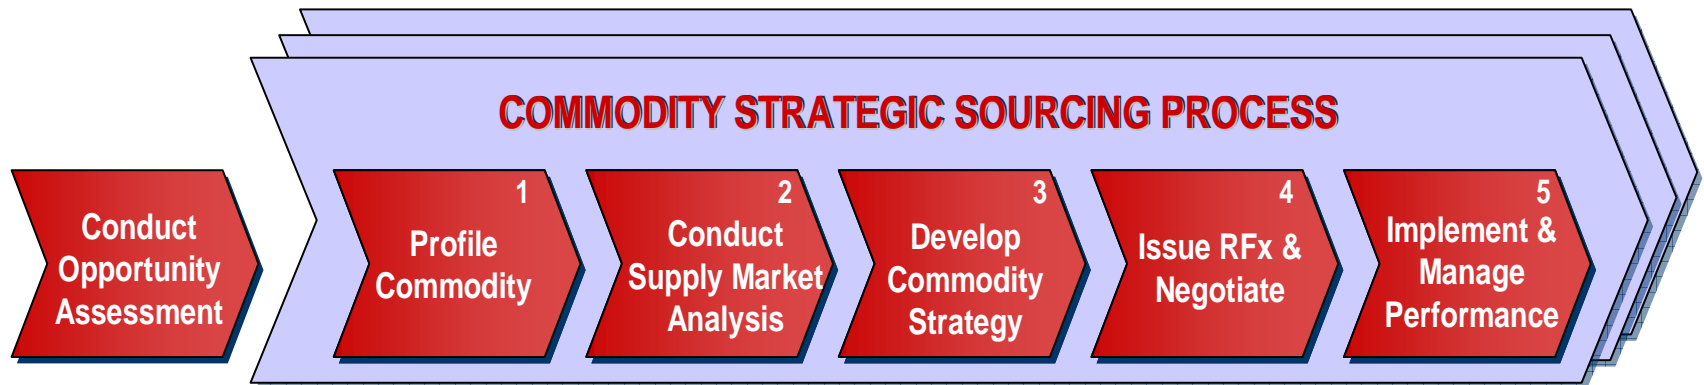 COMMODITY STRATEGIC SOURCING PROCESS
Conduct
Opportunity
Assessment
1
Profile
Commodity
2
Conduct
Supply Market
Analysis
3
Develop
Commodity
Strategy
4
Issue RFx &
Negotiate
5
Implement &
Manage
Performance